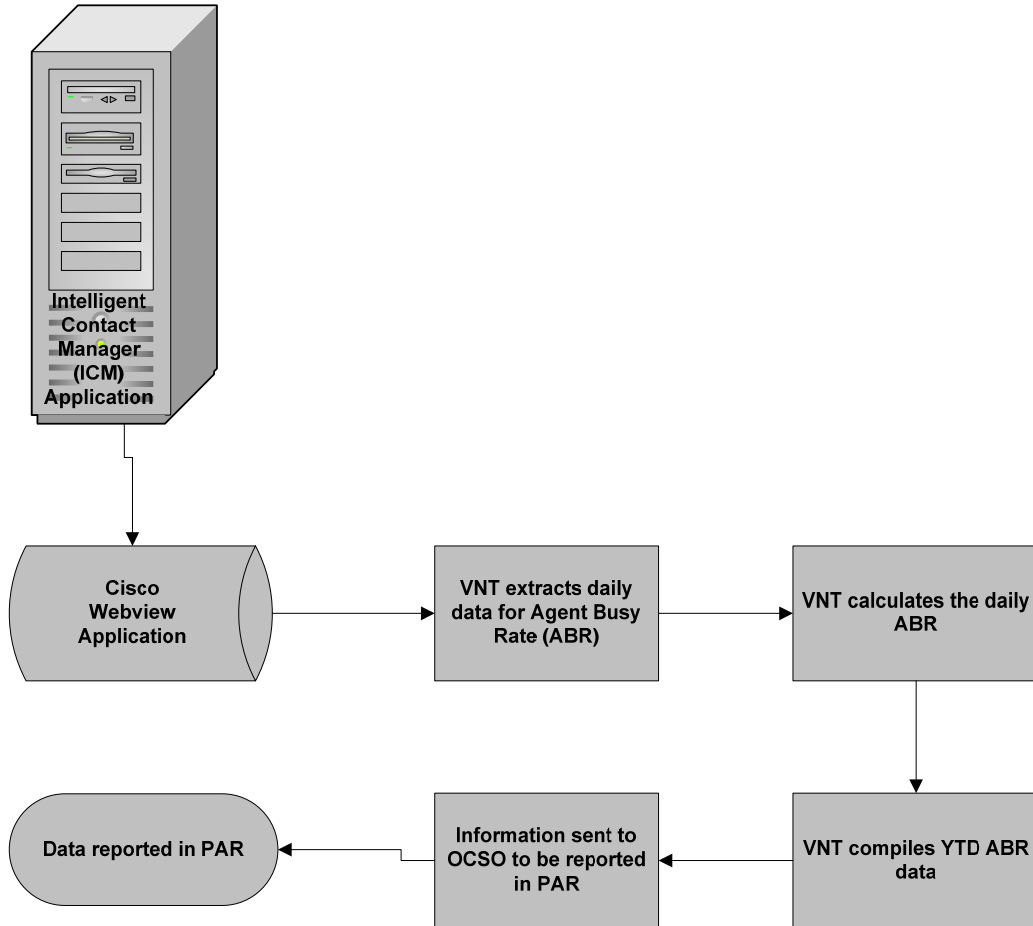 Intelligent
Contact
Manager
(ICM)
Application
Cisco
Webview
Application
VNT extracts daily
data for Agent Busy
Rate (ABR)
VNT calculates the daily
ABR
VNT compiles YTD ABR
data
Information sent to
OCSO to be reported
in PAR
Data reported in PAR